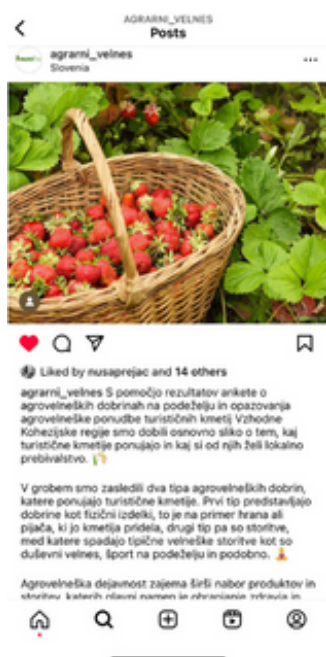 AGRARNI_VELNES
Posts
agrarni_velnes
Slovenia
Liked by nusaprejac and 14 others
agrarni_velnes S pomočjo rezultatov ankete o
agrovelneških dobrinah na podeželju in opazovanja
agrovelneške ponudbe turističnih kmetij Vzhodne
Kohezijske regije smo dobili osnovno sliko o tem, kaj
turistične kmetije ponujajo in kaj si od njih želi lokalno
prebivalstvo.
V grobem smo zasledili dva tipa agrovelneških dobrin,
katere ponujajo turistične kmetije. Prvi tip predstavljajo
dobrine kot fizični izdelki, to je na primer hrana ali
pijača, ki jo kmetija pridela, drugi tip pa so storitve,
med katere spadajo tipične velneške storitve kot so
duševni velnes, šport na podeželju in podobno.
Agrovelneška dejavnost zajema širši nabor produktov in
storitev, katerih glavni namen je ohranjanje zdravja in